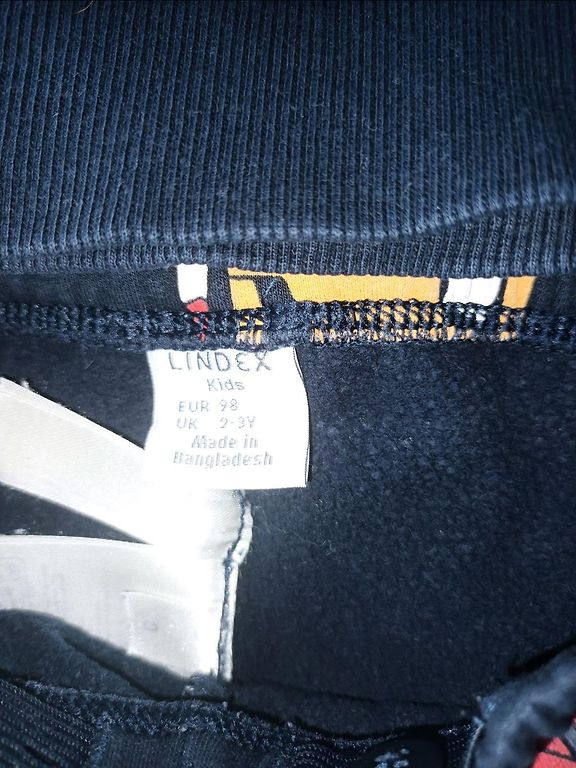 LINDEX
Kids
EUR 98
UK 2-3Y
Made in
Bangladesh